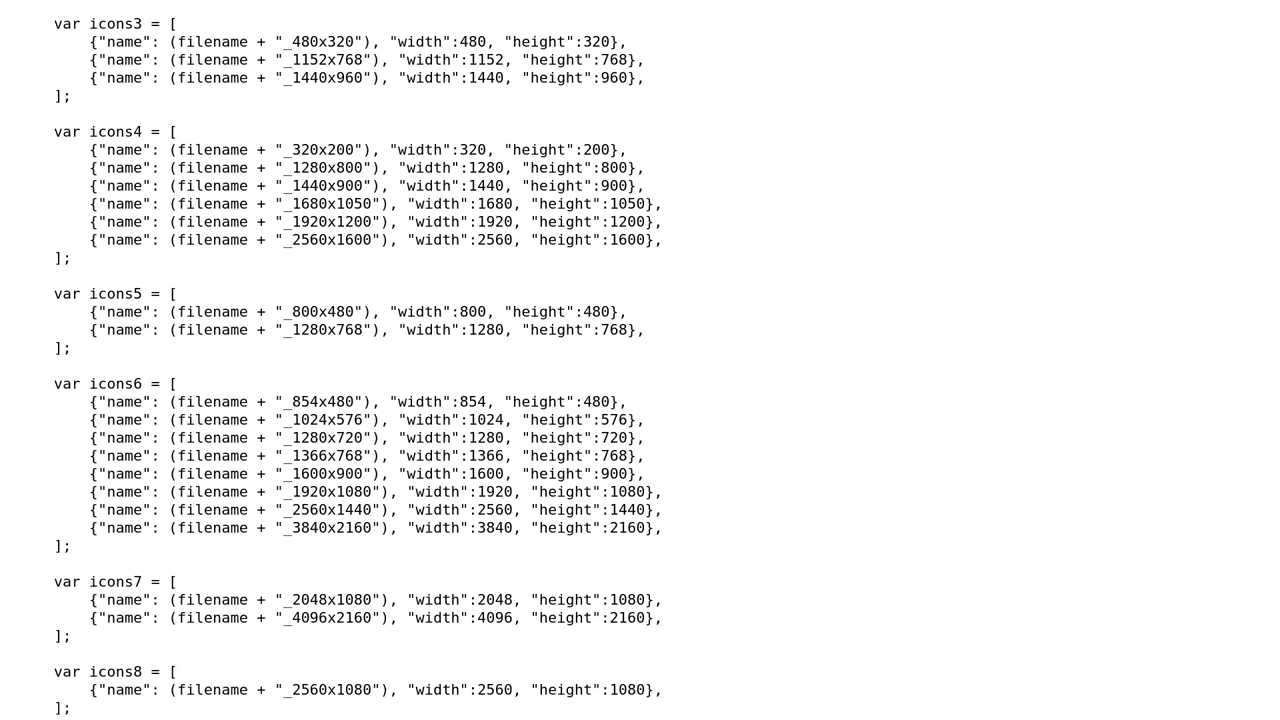 var icons3 = [
    {"name": (filename + "_480x320"), "width":480, "height":320},
    {"name": (filename + "_1152x768"), "width":1152, "height":768},
    {"name": (filename + "_1440x960"), "width":1440, "height":960},
];

var icons4 = [
    {"name": (filename + "_320x200"), "width":320, "height":200},
    {"name": (filename + "_1280x800"), "width":1280, "height":800},
    {"name": (filename + "_1440x900"), "width":1440, "height":900},
    {"name": (filename + "_1680x1050"), "width":1680, "height":1050},
    {"name": (filename + "_1920x1200"), "width":1920, "height":1200},
    {"name": (filename + "_2560x1600"), "width":2560, "height":1600},
];

var icons5 = [
    {"name": (filename + "_800x480"), "width":800, "height":480},
    {"name": (filename + "_1280x768"), "width":1280, "height":768},
];

var icons6 = [
    {"name": (filename + "_854x480"), "width":854, "height":480},
    {"name": (filename + "_1024x576"), "width":1024, "height":576},
    {"name": (filename + "_1280x720"), "width":1280, "height":720},
    {"name": (filename + "_1366x768"), "width":1366, "height":768},
    {"name": (filename + "_1600x900"), "width":1600, "height":900},
    {"name": (filename + "_1920x1080"), "width":1920, "height":1080},
    {"name": (filename + "_2560x1440"), "width":2560, "height":1440},
    {"name": (filename + "_3840x2160"), "width":3840, "height":2160},
];

var icons7 = [
    {"name": (filename + "_2048x1080"), "width":2048, "height":1080},
    {"name": (filename + "_4096x2160"), "width":4096, "height":2160},
];

var icons8 = [
    {"name": (filename + "_2560x1080"), "width":2560, "height":1080},
];